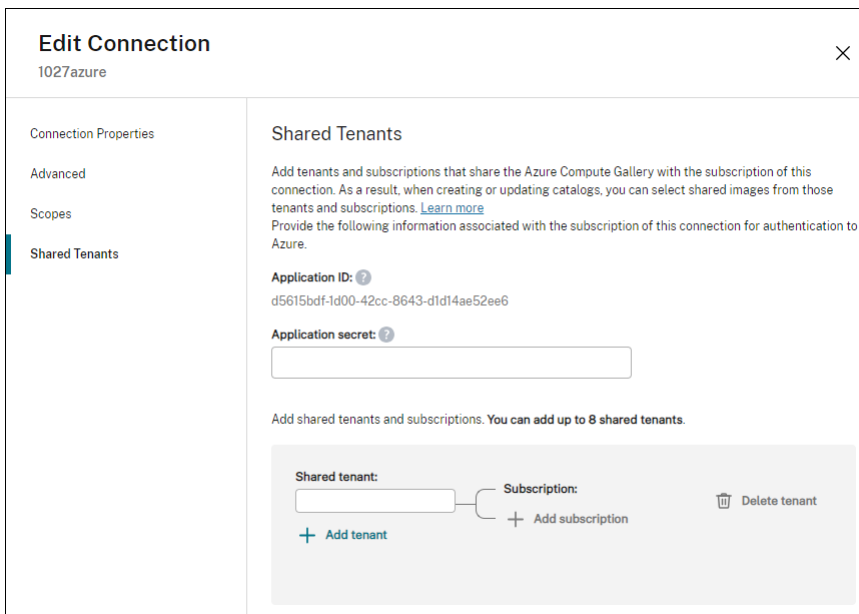 Edit Connection
1027azure
Connection Properties
Advanced
Scopes
Shared Tenants
Shared Tenants
Add tenants and subscriptions that share the Azure Compute Gallery with the subscription of this
connection. As a result, when creating or updating catalogs, you can select shared images from those
tenants and subscriptions. Learn more
Provide the following information associated with the subscription of this connection for authentication to
Azure.
Application ID: ?
d5615bdf-1d00-42cc-8643-d1d14ae52ee6
Application secret: ?
Add shared tenants and subscriptions. You can add up to 8 shared tenants.
Shared tenant:
Subscription:
Delete tenant
+ Add subscription
+ Add tenant